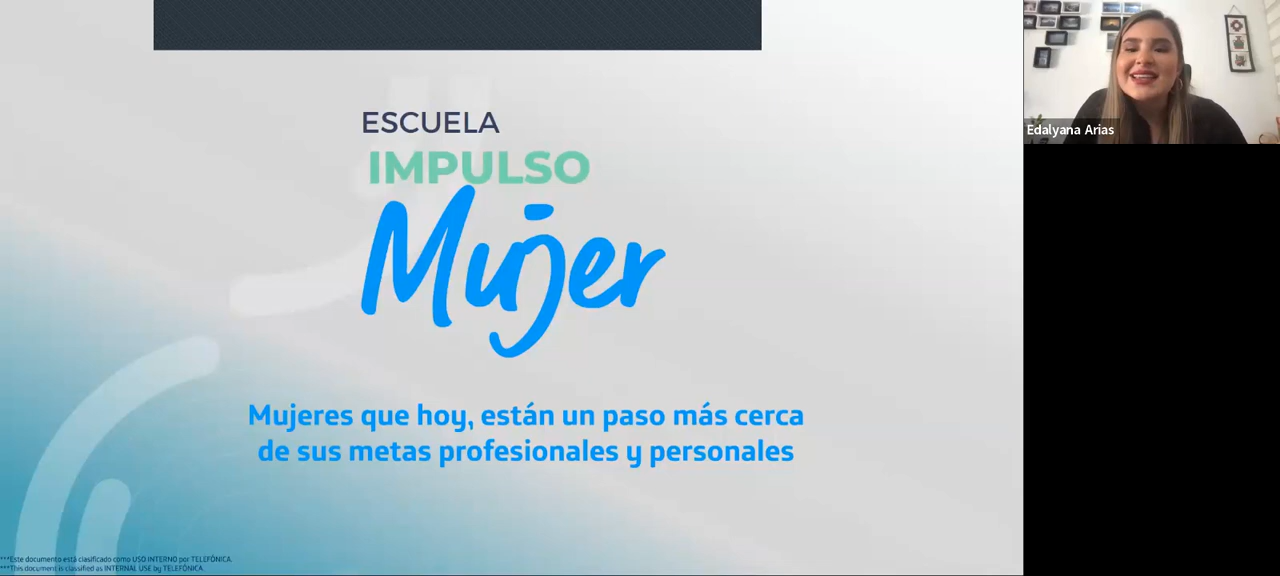 ESCUELA
IMPULSO
Mujer
Mujeres que hoy, están un paso más cerca
de sus metas profesionales y personales
***Este documento está clasificado como USO INTERNO por TELEFÓNICA.
***This document is classified as INTERNAL USE by TELEFÓNICA.
Edalyana Arias